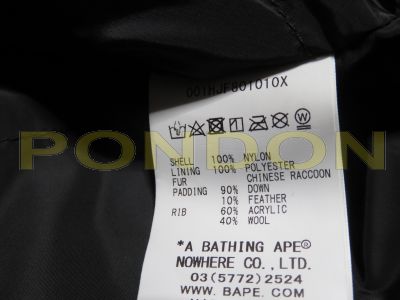 001HJF801010X
PONDON
SHELL 100% NYLON
LINING 100% POLYESTER
FUR CHINESE RACCOON
PADDING 90% DOWN
10% FEATHER
RIB 60% ACRYLIC
40% WOOL
*A BATHING APE®
NOWHERE CO., LTD.
03(5772)2524
WWW.BAPE.COM